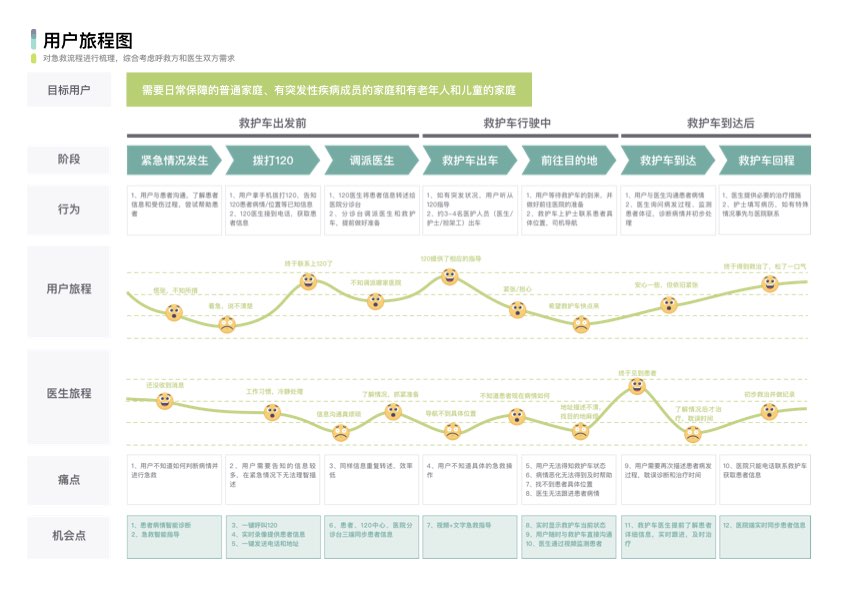 用户旅程图
对急救流程进行梳理，综合考虑呼救方和医生双方需求
目标用户
需要日常保障的普通家庭、有突发性疾病成员的家庭和有老年人和儿童的家庭
救护车出发前
救护车行驶中
救护车到达后
阶段
紧急情况发生
拨打120
调派医生
救护车出车
前往目的地
救护车到达
救护车回程
行为
1、用户与患者沟通，了解患者
信息和受伤过程，尝试帮助患
者
1、用户拿手机拨打120，告知
120患者病情/位置等已知信息
2、120医生接到电话，获取患
者信息
1、120医生将患者信息转述给
医院分诊台
2、分诊台调派医生和救护
车，提前做好准备
1、如有突发状况，用户听从
120指导
2、约3-4名医护人员（医生/
护士/担架工）出车
1、用户等待救护车的到来，并
做好前往医院的准备
2、救护车上护士联系患者具
体位置，司机导航
1、用户与医生沟通患者病情
2、医生询问病发过程，监测
患者体征，诊断病情并初步处
理
1、医生提供必要的治疗措施
2、护士填写病历，如有特殊
情况事先与医院联系
用户旅程
慌张，不知所措
着急，说不清楚
终于联系上120了
不知调派哪家医院
120提供了相应的指导
紧张/担心
希望救护车快点来
安心一些，但依旧紧张
终于得到救治了，松了一口气
医生旅程
还没收到消息
工作习惯，冷静处理
信息沟通真烦琐
了解情况，抓紧准备
导航不到具体位置
不知道患者现在病情如何
地址描述不清，
找到的地麻烦
终于见到患者
了解情况后才治
疗，耽误时间
初步救治并做记录
痛点
1、用户不知道如何判断病情并
进行急救
2、用户需要告知的信息较
多，在紧急情况下无法理智描
述
3、同样信息重复转述，效率
低
4、用户不知道具体的急救操
作
5、用户无法得知救护车状态
6、病情恶化无法得到及时帮助
7、找不到患者具体位置
8、医生无法跟进患者病情
9、用户需要再次描述患者病发
过程，耽误诊断和治疗时间
10、医院只能电话联系救护车
获取患者信息
机会点
1、患者病情智能诊断
2、急救智能指导
3、一键呼叫120
4、实时录像提供患者信息
5、一键发送电话和地址
6、患者、120中心、医院分
诊台三端同步患者信息
7、视频+文字急救指导
8、实时显示救护车当前状态
9、用户随时与救护车直接沟通
10、医生通过视频监测患者
11、救护车医生提前了解患者
详细信息，实时跟进，及时治
疗
12、医院端实时同步患者信息